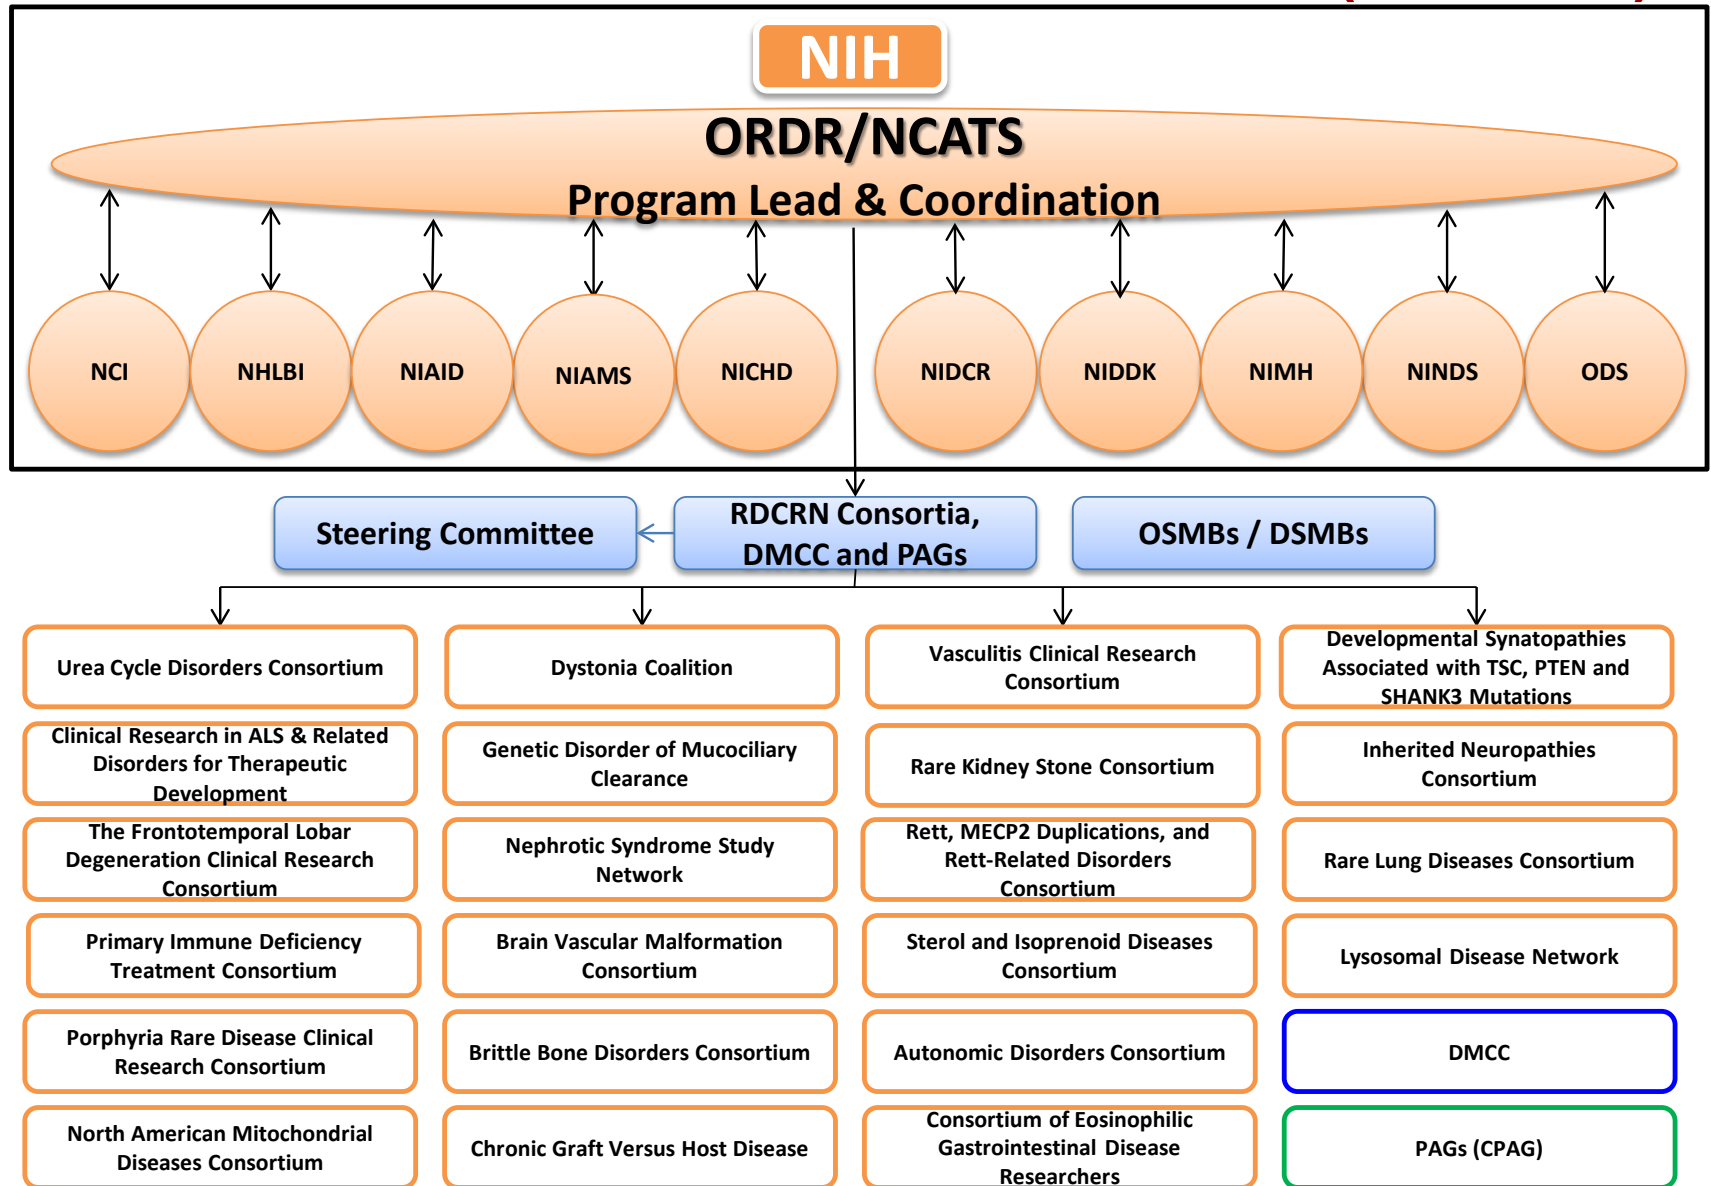 NIH
ORDR/NCATS
Program Lead & Coordination
NCI
NHLBI
NIAID
NIAMS
NICHD
NIDCR
NIDDK
NIMH
NINDS
ODS
Steering Committee
RDCRN Consortia,
DMCC and PAGs
OSMBs / DSMBs
Urea Cycle Disorders Consortium
Dystonia Coalition
Vasculitis Clinical Research
Consortium
Developmental Synatopathies
Associated with TSC, PTEN and
SHANK3 Mutations
Clinical Research in ALS & Related
Disorders for Therapeutic
Development
Genetic Disorder of Mucociliary
Clearance
Rare Kidney Stone Consortium
Inherited Neuropathies
Consortium
The Frontotemporal Lobar
Degeneration Clinical Research
Consortium
Nephrotic Syndrome Study
Network
Rett, MECP2 Duplications, and
Rett-Related Disorders
Consortium
Rare Lung Diseases Consortium
Primary Immune Deficiency
Treatment Consortium
Brain Vascular Malformation
Consortium
Sterol and Isoprenoid Diseases
Consortium
Lysosomal Disease Network
Porphyria Rare Disease Clinical
Research Consortium
Brittle Bone Disorders Consortium
Autonomic Disorders Consortium
DMCC
North American Mitochondrial
Diseases Consortium
Chronic Graft Versus Host Disease
Consortium of Eosinophilic
Gastrointestinal Disease
Researchers
PAGs (CPAG)